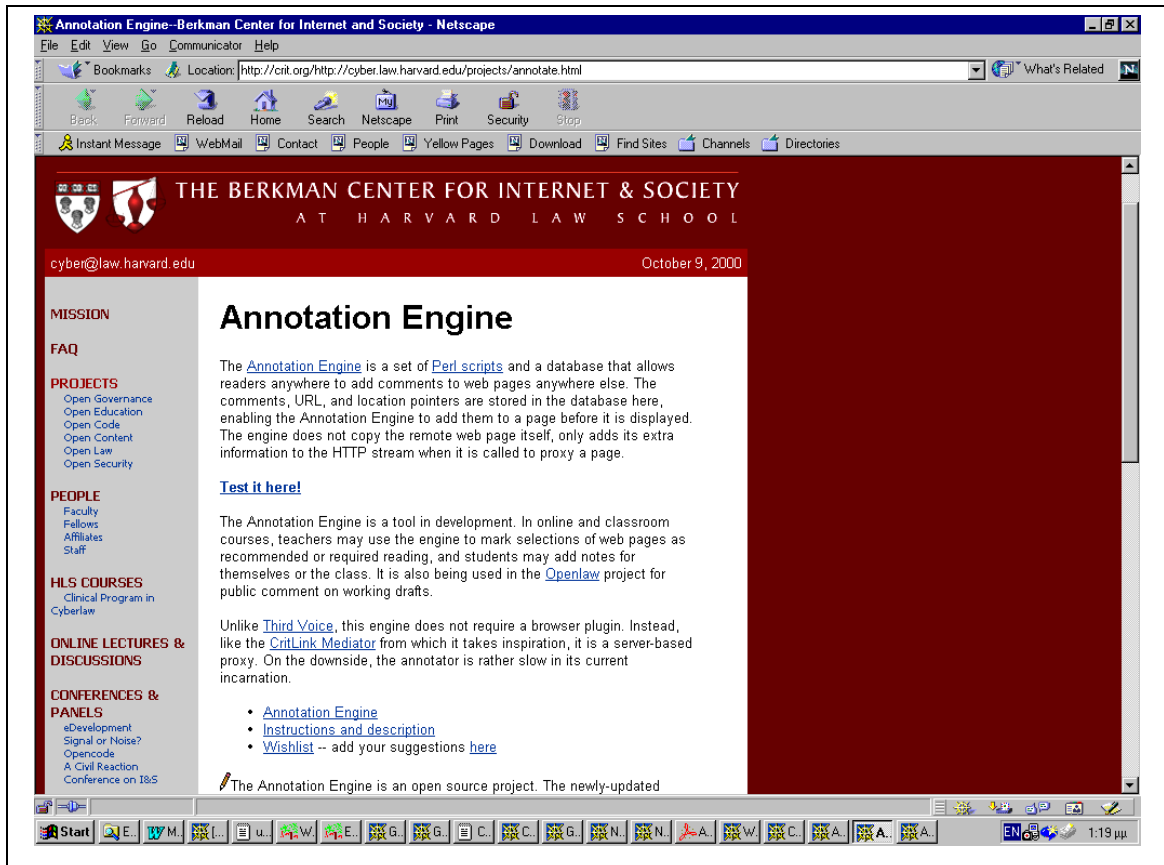 Annotation Engine--Berkman Center for Internet and Society - Netscape
File Edit View Go Communicator Help
Bookmarks Location: http://crit.org/http://cyber.law.harvard.edu/projects/annotate.html What's Related N
Back Forward Reload Home Search Netscape Print Security Stop
Instant Message WebMail Contact People Yellow Pages Download Find Sites Channels Directories
THE BERKMAN CENTER FOR INTERNET & SOCIETY
AT HARVARD LAW SCHOOL
cyber@law.harvard.edu October 9, 2000
MISSION
FAQ
PROJECTS
Open Governance
Open Education
Open Code
Open Content
Open Law
Open Security
PEOPLE
Faculty
Fellows
Affiliates
Staff
HLS COURSES
Clinical Program in
Cyberlaw
ONLINE LECTURES &
DISCUSSIONS
CONFERENCES &
PANELS
eDevelopment
Signal or Noise?
Opencode
A Civil Reaction
Conference on I&S
Annotation Engine
The Annotation Engine is a set of Perl scripts and a database that allows
readers anywhere to add comments to web pages anywhere else. The
comments, URL, and location pointers are stored in the database here,
enabling the Annotation Engine to add them to a page before it is displayed.
The engine does not copy the remote web page itself, only adds its extra
information to the HTTP stream when it is called to proxy a page.
Test it here!
The Annotation Engine is a tool in development. In online and classroom
courses, teachers may use the engine to mark selections of web pages as
recommended or required reading, and students may add notes for
themselves or the class. It is also being used in the Openlaw project for
public comment on working drafts.
Unlike Third Voice, this engine does not require a browser plugin. Instead,
like the CritLink Mediator from which it takes inspiration, it is a server-based
proxy. On the downside, the annotator is rather slow in its current
incarnation.
• Annotation Engine
• Instructions and description
• Wishlist -- add your suggestions here
The Annotation Engine is an open source project. The newly-updated
Start E.. M.. [... u.. W.. E.. G.. G.. C.. C.. G.. N.. N.. A.. W.. C.. A.. A.. A.. EN 1:19 μμ